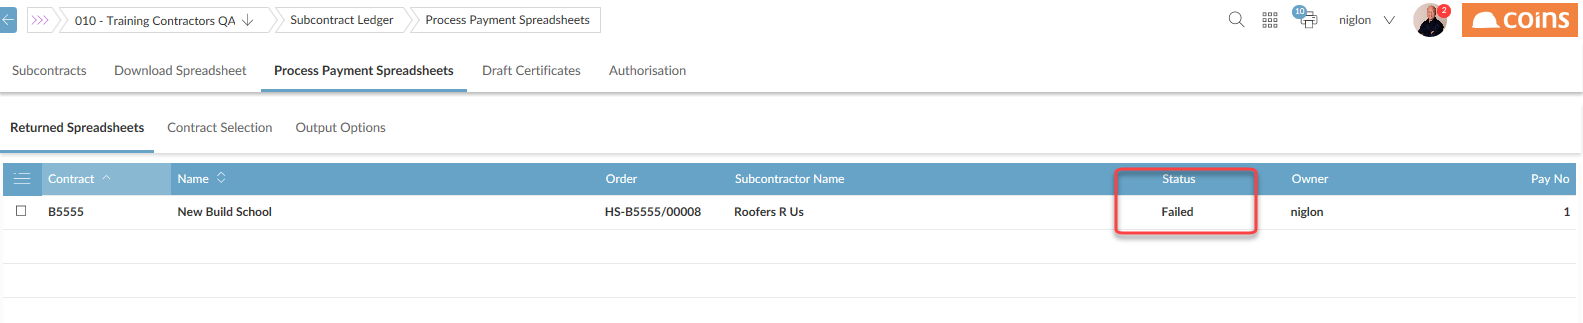 010 - Training Contractors QA Subcontract Ledger Process Payment Spreadsheets 10 niglon 2 coins
Subcontracts Download Spreadsheet Process Payment Spreadsheets Draft Certificates Authorisation
Returned Spreadsheets Contract Selection Output Options
Contract Name Order Subcontractor Name Status Owner Pay No
B5555 New Build School HS-B5555/00008 Roofers R Us Failed niglon 1